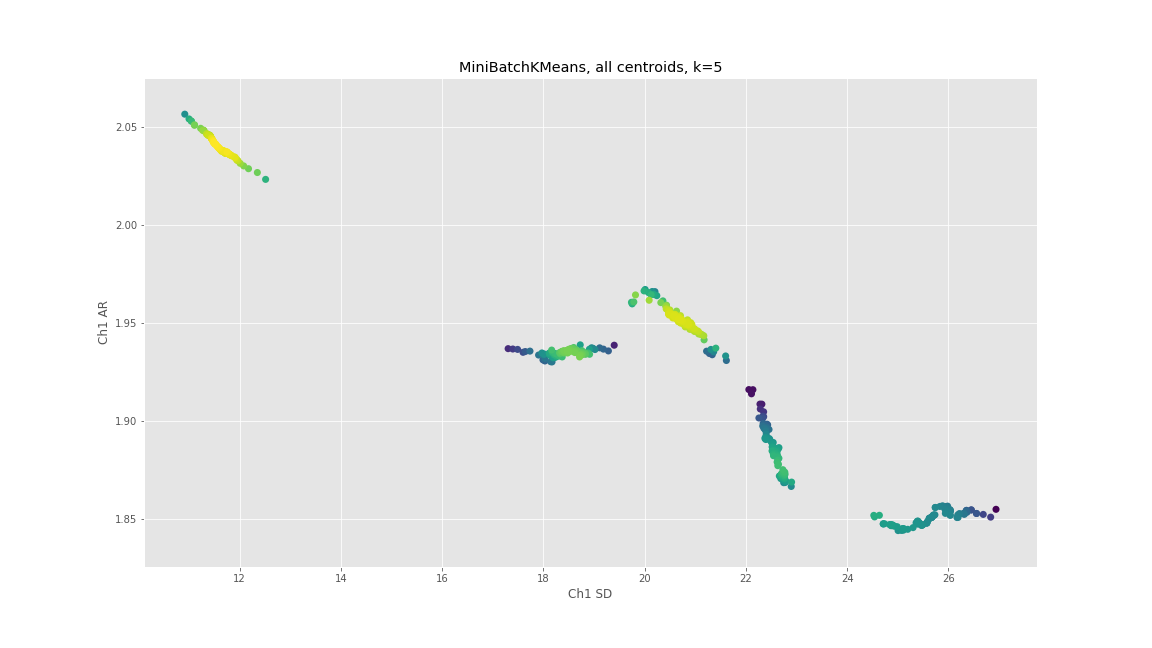 MiniBatchKMeans, all centroids, k=5
2.05
2.00
1.95
1.90
1.85
Ch1 AR
12 14 16 18 20 22 24 26
Ch1 SD